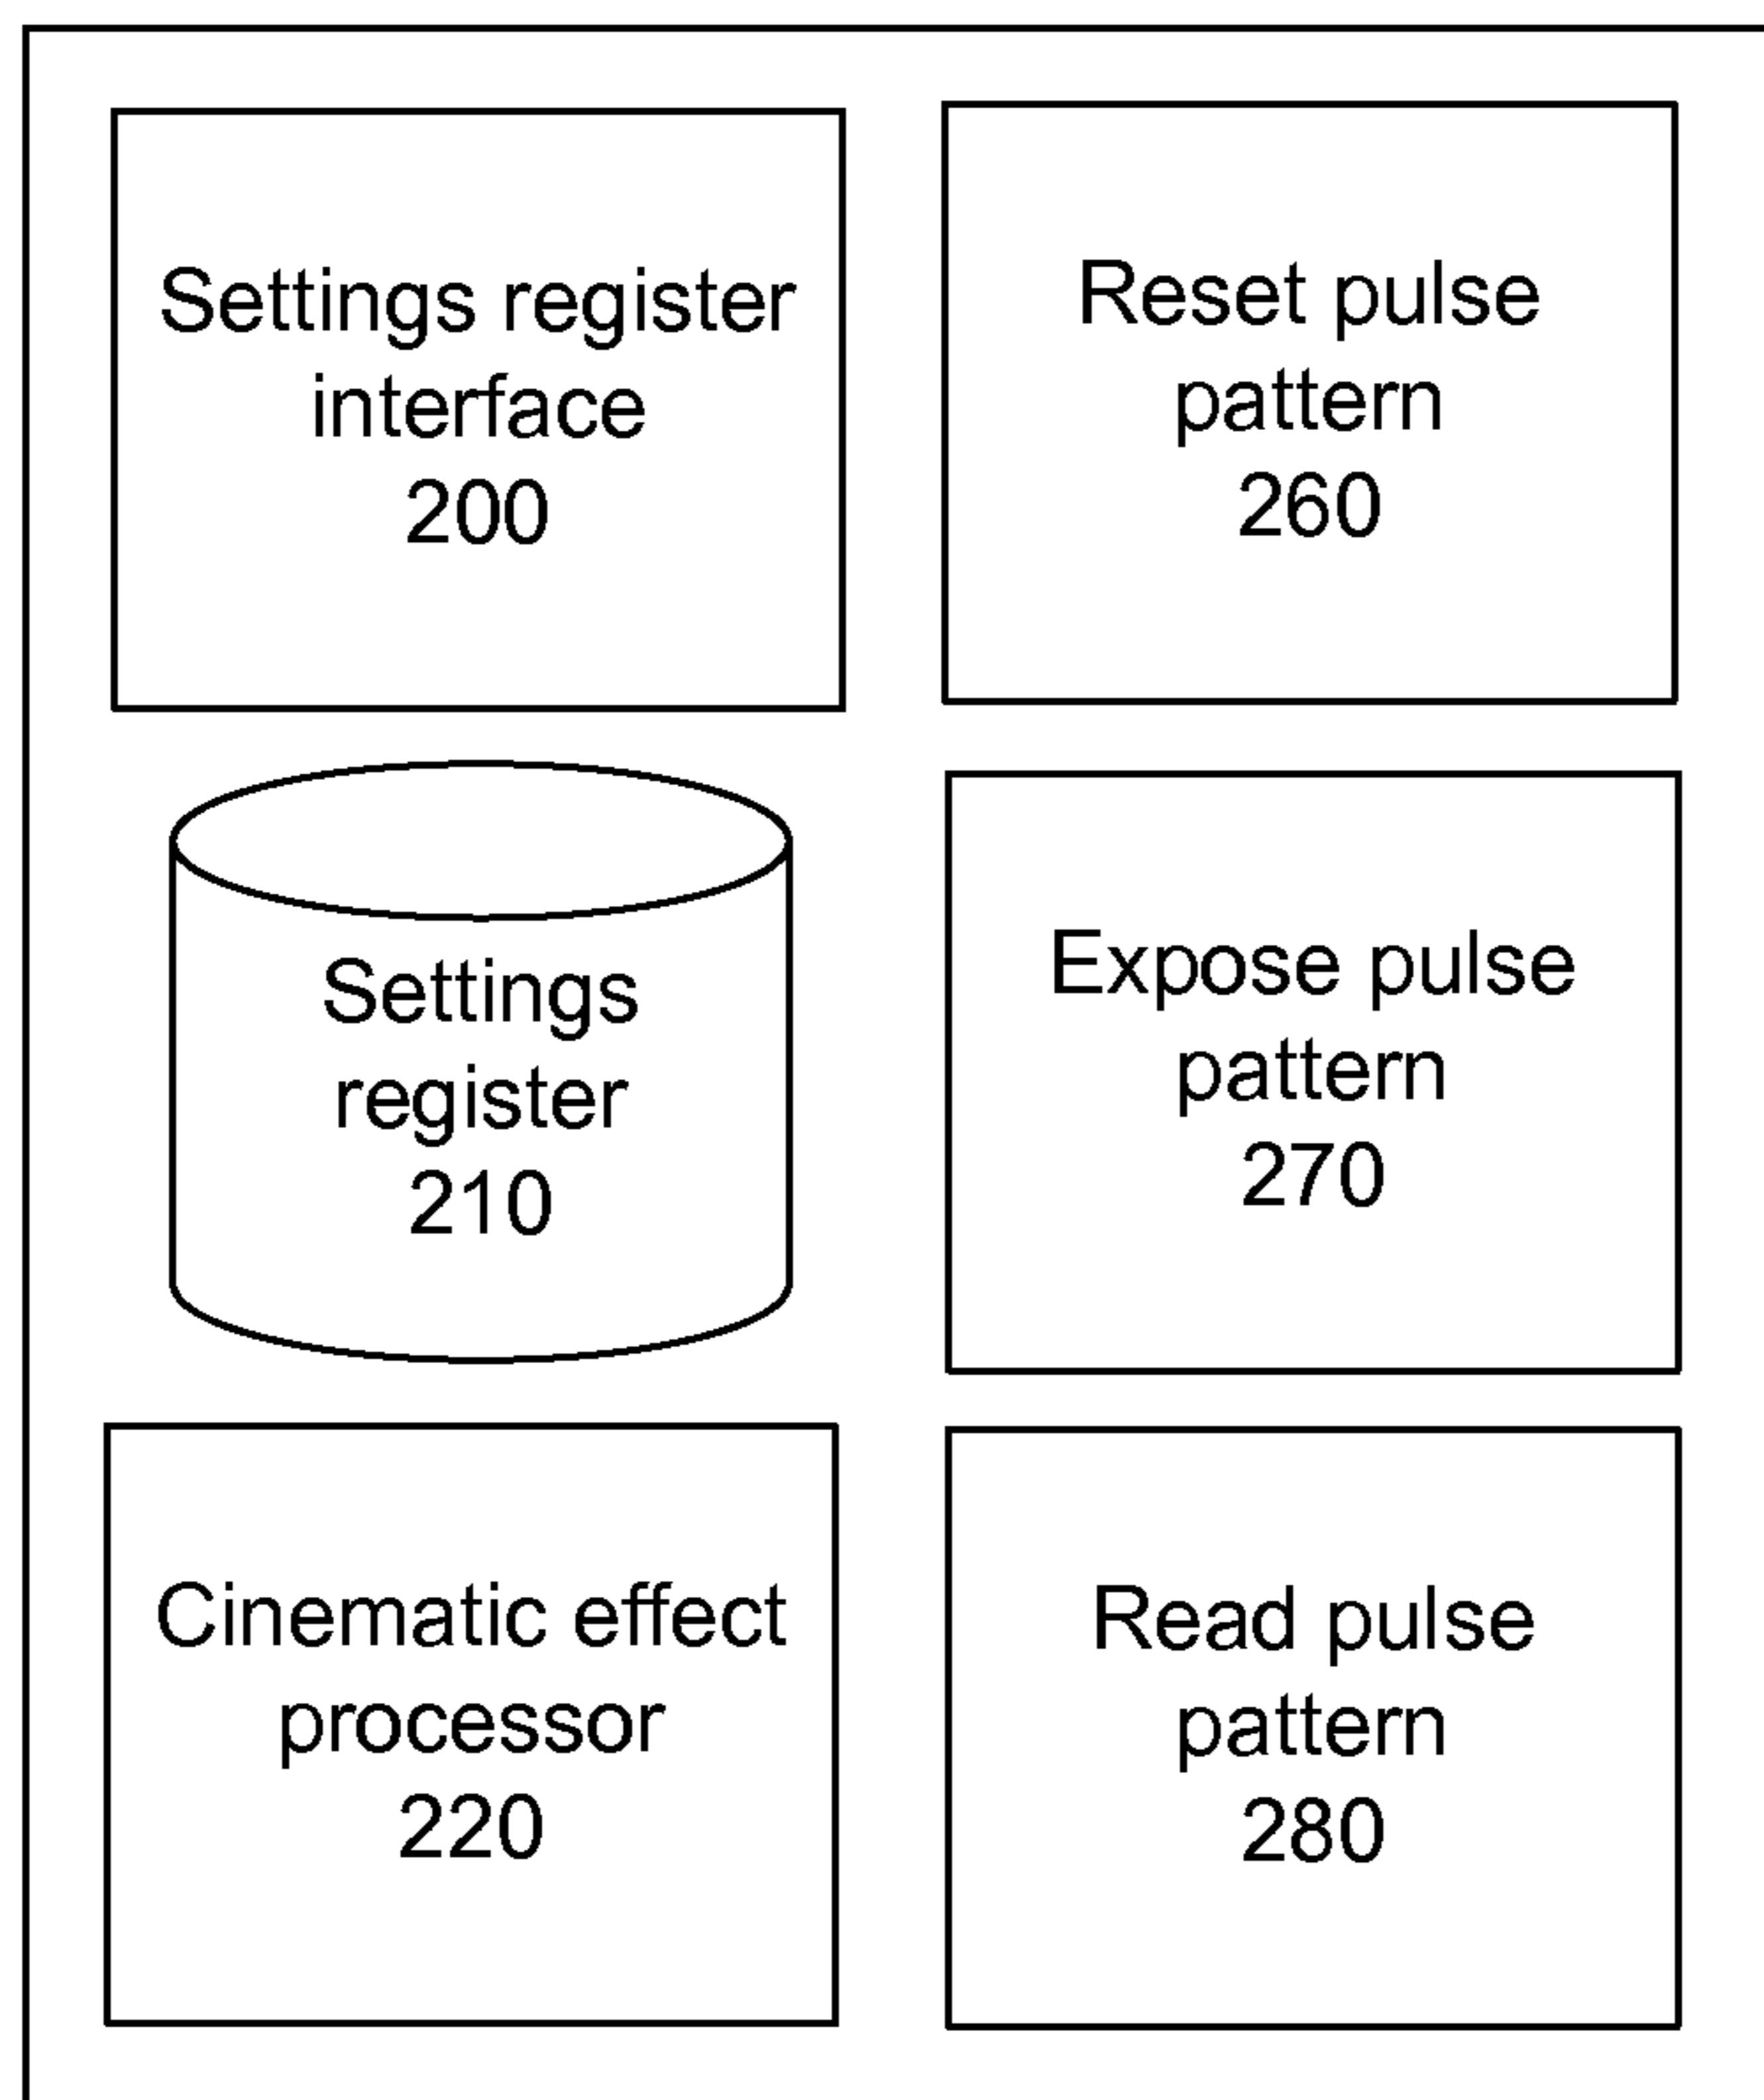 Settings register
interface
200
Reset pulse
pattern
260
Settings
register
210
Expose pulse
pattern
270
Cinematic effect
processor
220
Read pulse
pattern
280